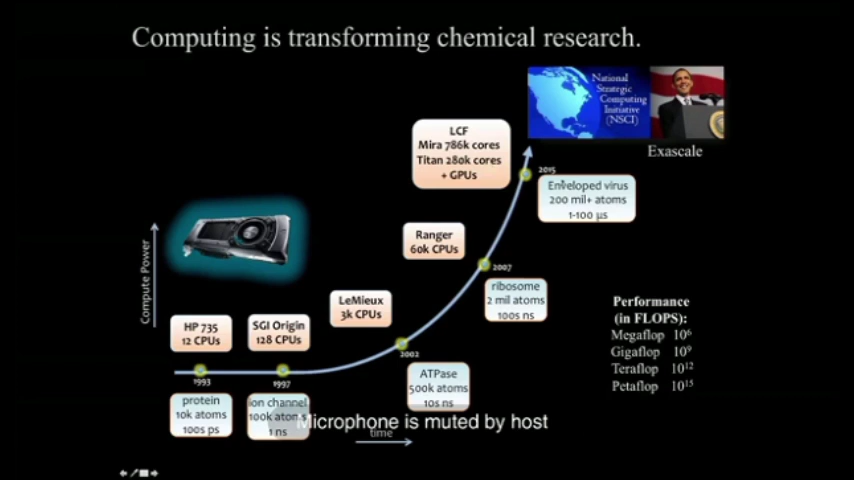 Computing is transforming chemical research.
National
Strategic
Computing
Initiative
(NSCI)
Exascale
LCF
Mira 786k cores
Titan 280k cores
+ GPUs
2015
Enveloped virus
200 mil+ atoms
1-100 µs
Ranger
60k CPUs
2007
ribosome
2 mil atoms
100s ns
LeMieux
3k CPUs
2002
ATPase
500k atoms
10s ns
SGI Origin
128 CPUs
1997
ion channel
100k atoms
1 ns
HP 735
12 CPUs
1993
protein
10k atoms
100s ps
Compute Power
time
Performance
(in FLOPS):
Megaflop 10⁶
Gigaflop 10⁹
Teraflop 10¹²
Petaflop 10¹⁵
Microphone is muted by host